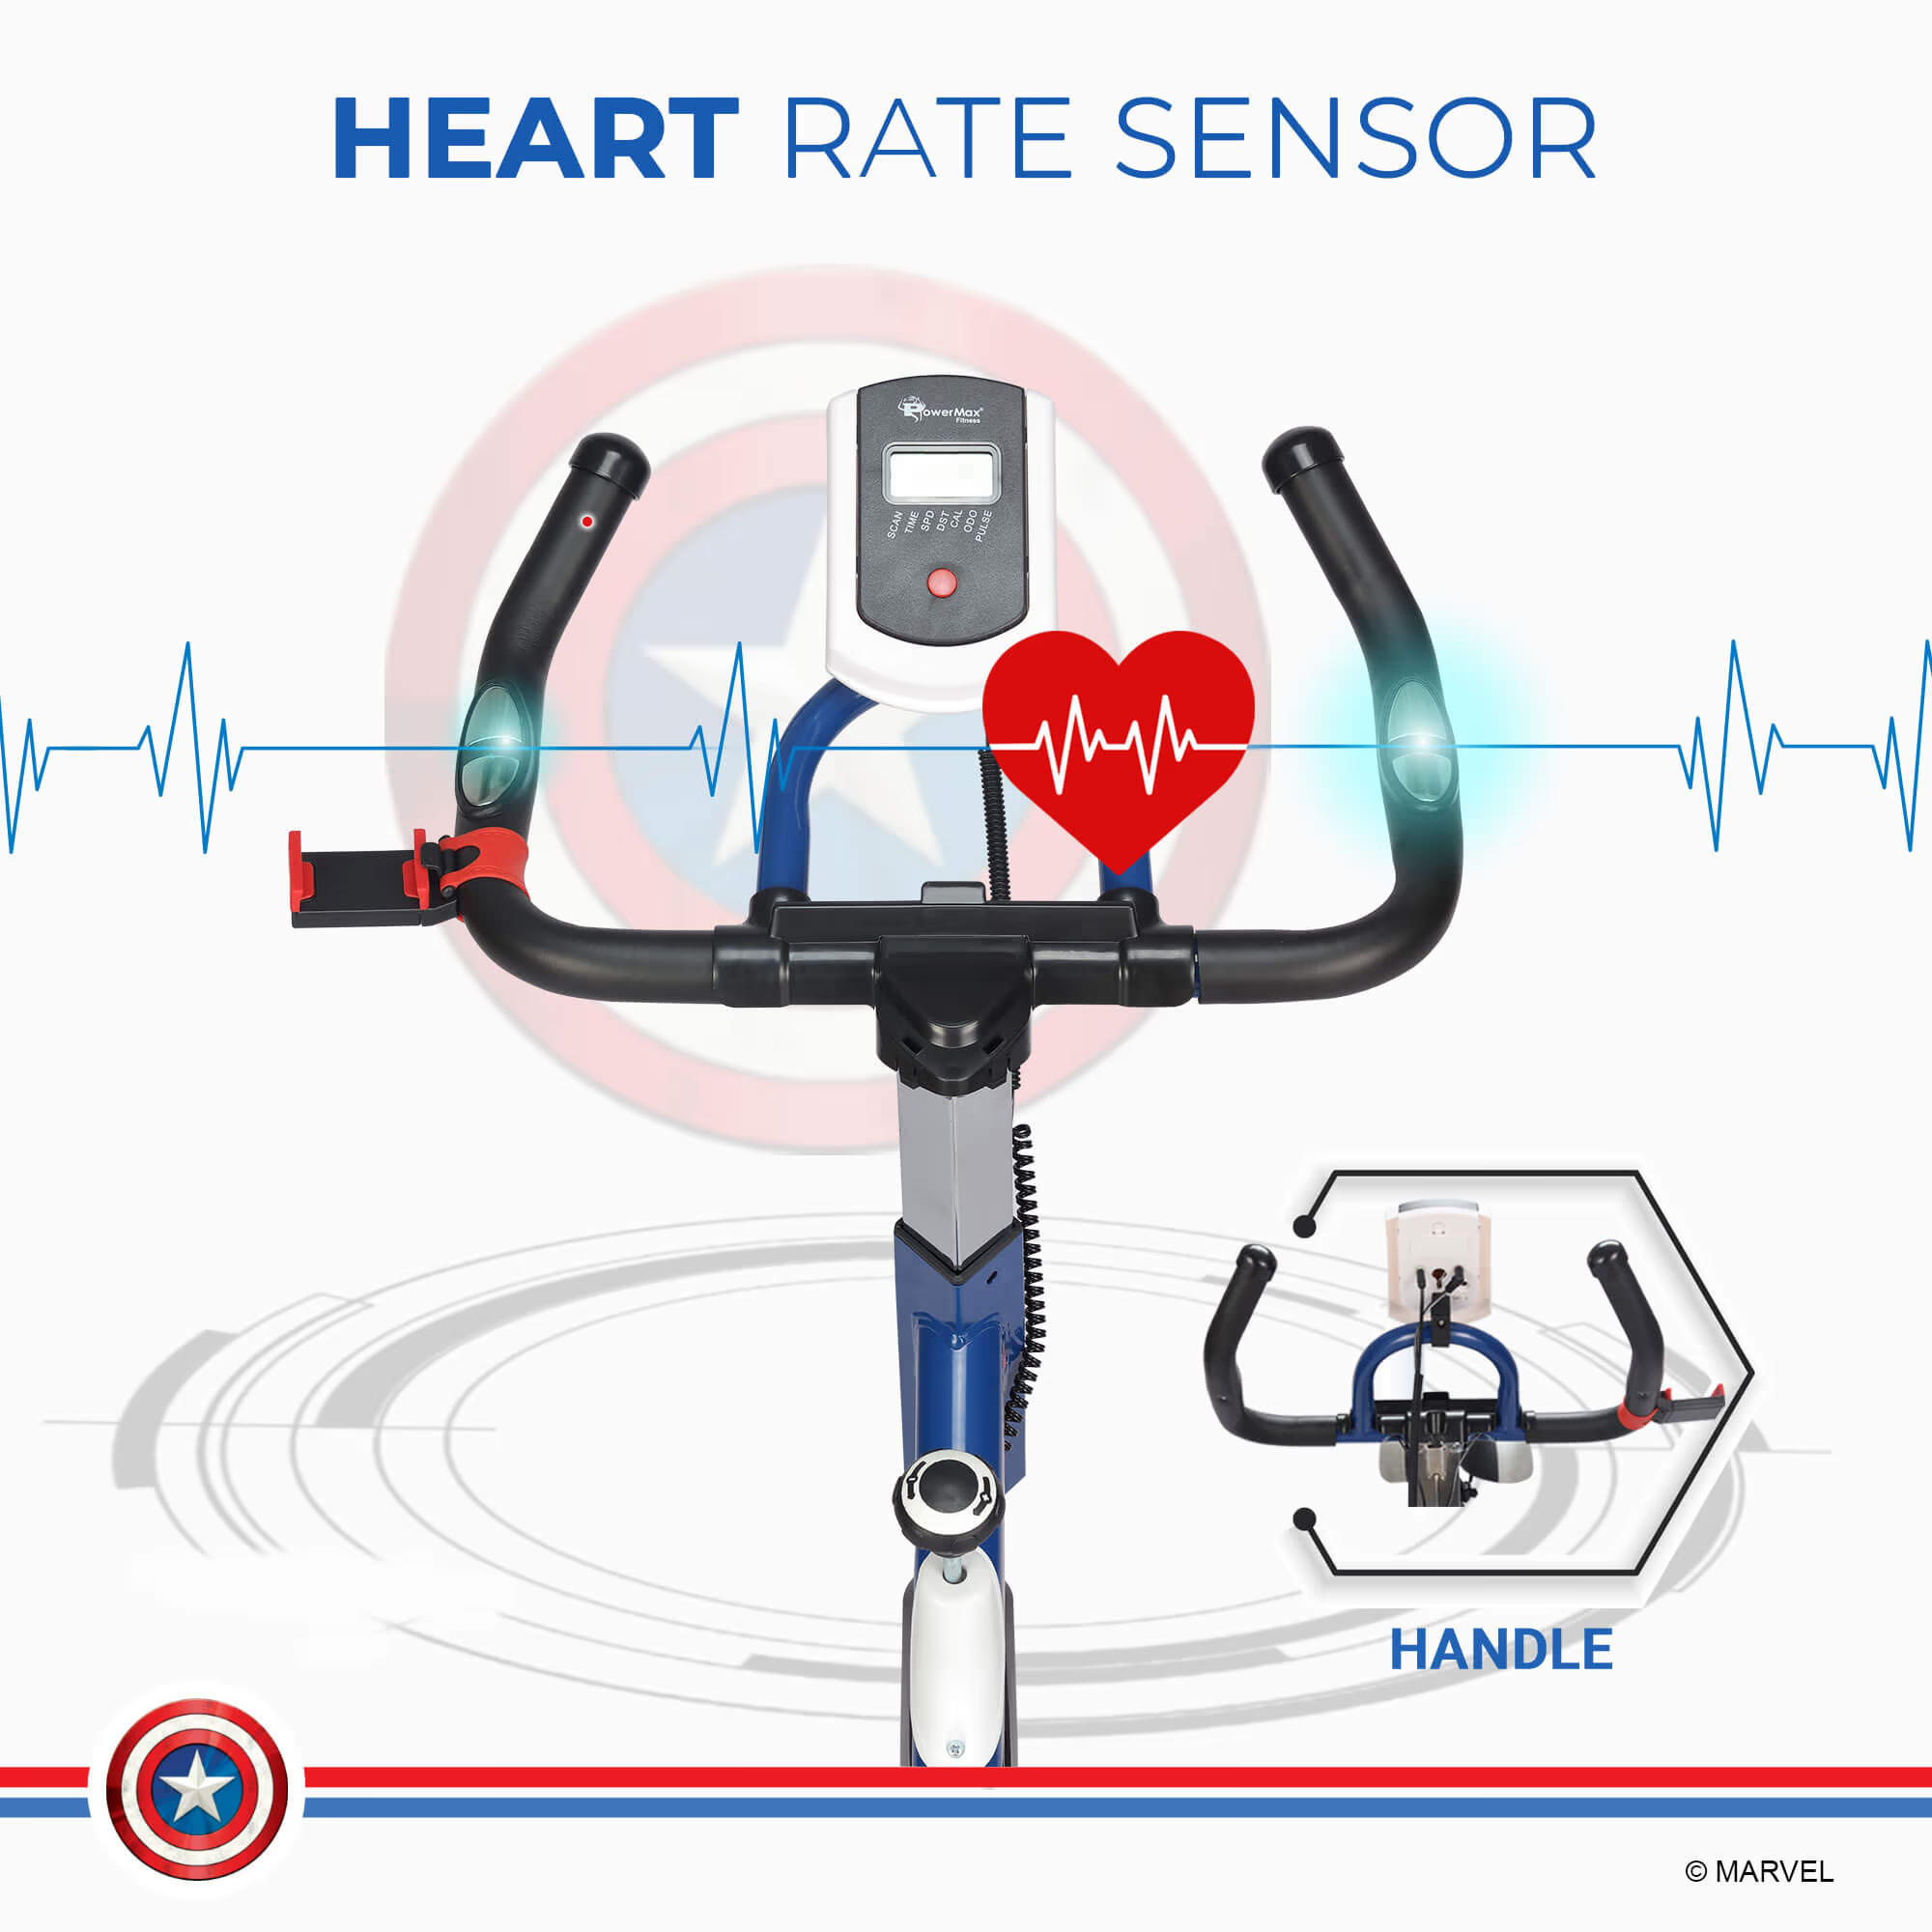 HEART RATE SENSOR
PowerMax®
Fitness
SCAN
TIME
SPD
DST
CAL
ODO
PULSE
HANDLE
© MARVEL